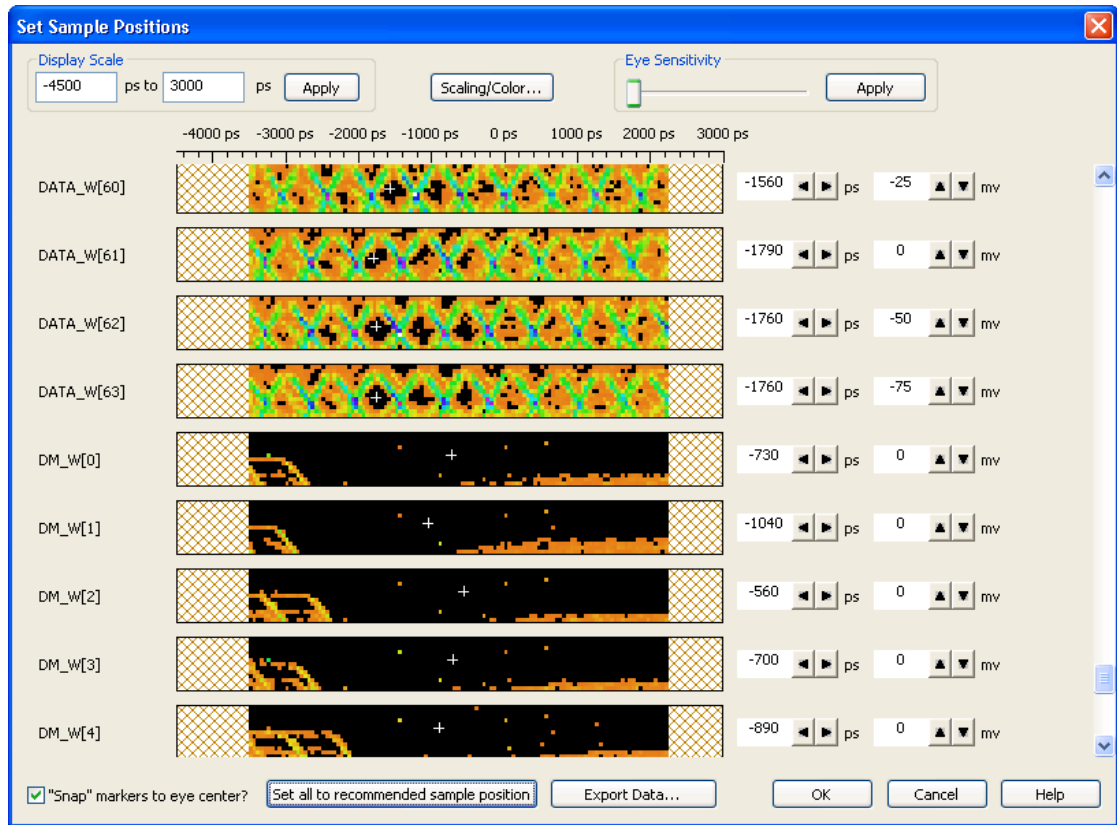 Set Sample Positions
Display Scale
-4500 ps to 3000 ps Apply
Scaling/Color...
Eye Sensitivity
Apply
-4000 ps -3000 ps -2000 ps -1000 ps 0 ps 1000 ps 2000 ps 3000 ps
DATA_W[60] -1560 ps -25 mv
DATA_W[61] -1790 ps 0 mv
DATA_W[62] -1760 ps -50 mv
DATA_W[63] -1760 ps -75 mv
DM_W[0] -730 ps 0 mv
DM_W[1] -1040 ps 0 mv
DM_W[2] -560 ps 0 mv
DM_W[3] -700 ps 0 mv
DM_W[4] -890 ps 0 mv
"Snap" markers to eye center? Set all to recommended sample position Export Data... OK Cancel Help